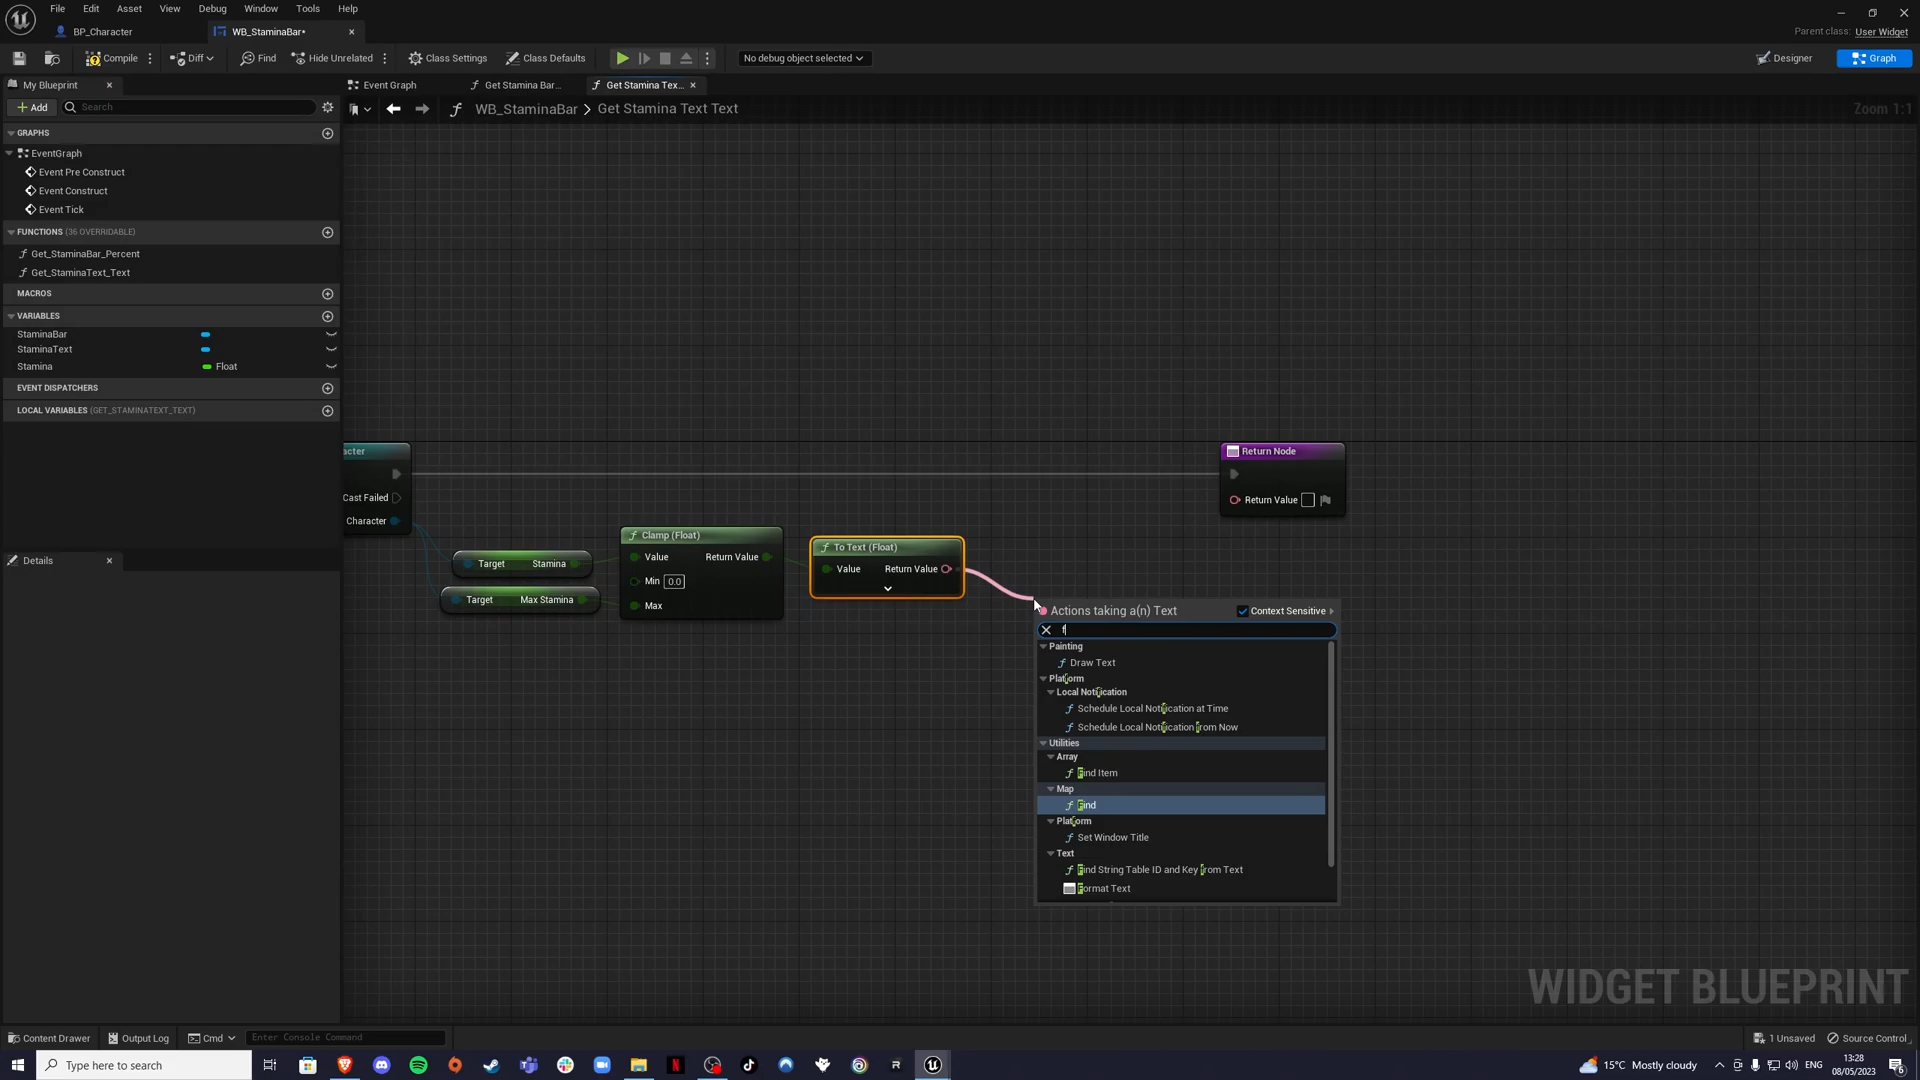 File Edit Asset View Debug Window Tools Help
BP_Character
WB_StaminaBar•
Parent class: User Widget
Compile
Diff
Find
Hide Unrelated
Class Settings
Class Defaults
No debug object selected
Designer
Graph
My Blueprint
Event Graph
Get Stamina Bar...
Get Stamina Tex...
Add
Search
WB_StaminaBar > Get Stamina Text Text
Zoom 1:1
GRAPHS
EventGraph
Event Pre Construct
Event Construct
Event Tick
FUNCTIONS (36 OVERRIDABLE)
Get_StaminaBar_Percent
Get_StaminaText_Text
MACROS
VARIABLES
StaminaBar
StaminaText
Stamina Float
EVENT DISPATCHERS
LOCAL VARIABLES (GET_STAMINATEXT_TEXT)
Details
acter
Cast Failed
Character
Target Stamina
Target Max Stamina
Clamp (Float)
Value Return Value
Min 0.0
Max
To Text (Float)
Value Return Value
Return Node
Return Value
Actions taking a(n) Text
Context Sensitive
f
Painting
Draw Text
Platform
Local Notification
Schedule Local Notification at Time
Schedule Local Notification from Now
Utilities
Array
Find Item
Map
Find
Platform
Set Window Title
Text
Find String Table ID and Key from Text
Format Text
WIDGET BLUEPRINT
Content Drawer
Output Log
Cmd
Enter Console Command
1 Unsaved
Source Control
Type here to search
15°C Mostly cloudy
ENG
13:28
08/05/2023
6